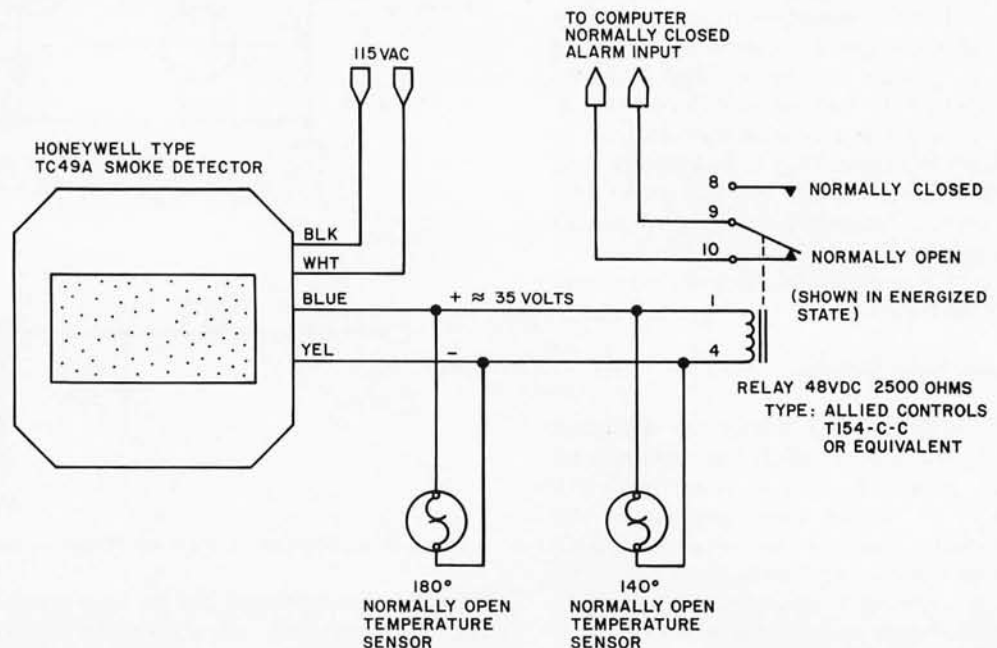 115 VAC
TO COMPUTER
NORMALLY CLOSED
ALARM INPUT
HONEYWELL TYPE
TC49A SMOKE DETECTOR
8
NORMALLY CLOSED
9
BLK
10
NORMALLY OPEN
WHT
BLUE
+ ≈ 35 VOLTS
1
(SHOWN IN ENERGIZED
STATE)
YEL
–
4
RELAY 48VDC 2500 OHMS
TYPE: ALLIED CONTROLS
T154-C-C
OR EQUIVALENT
180°
NORMALLY OPEN
TEMPERATURE
SENSOR
140°
NORMALLY OPEN
TEMPERATURE
SENSOR